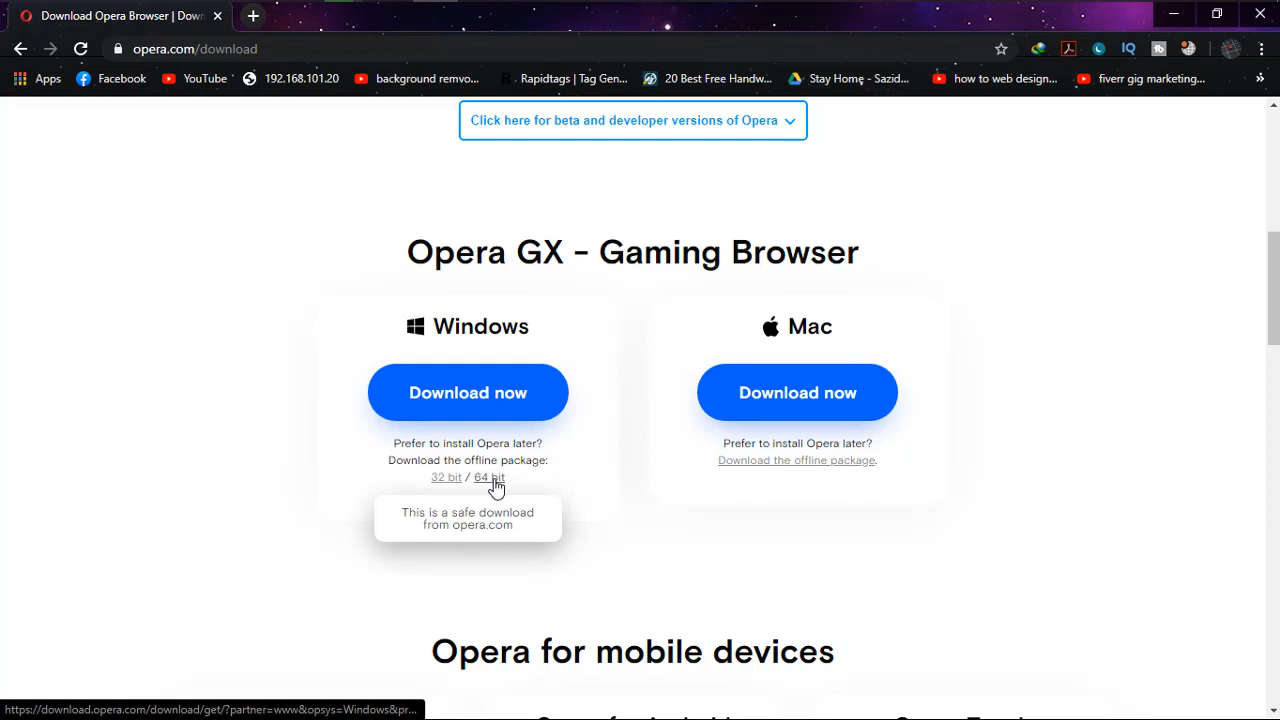 Download Opera Browser | Down
opera.com/download
Apps
Facebook
YouTube
192.168.101.20
background remvo...
Rapidtags | Tag Gen...
20 Best Free Handw...
Stay Home - Sazid...
how to web design...
fiverr gig marketing...
»
Click here for beta and developer versions of Opera
Opera GX - Gaming Browser
Windows
Mac
Download now
Download now
Prefer to install Opera later?
Download the offline package:
32 bit / 64 bit
Prefer to install Opera later?
Download the offline package.
This is a safe download
from opera.com
Opera for mobile devices
https://download.opera.com/download/get/?partner=www&opsys=Windows&pr...